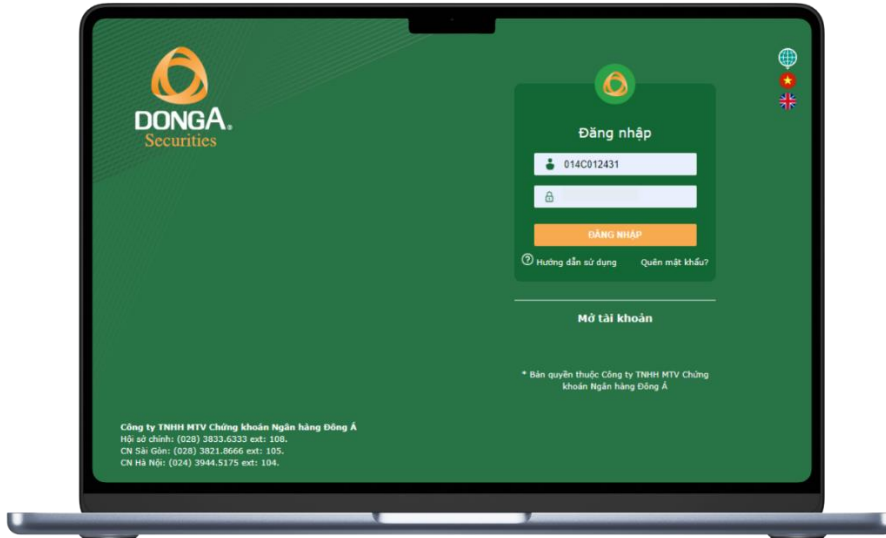 DONGA®
Securities
Đăng nhập
014C012431
ĐĂNG NHẬP
? Hướng dẫn sử dụng
Quên mật khẩu?
Mở tài khoản
* Bản quyền thuộc Công ty TNHH MTV Chứng
khoán Ngân hàng Đông Á
Công ty TNHH MTV Chứng khoán Ngân hàng Đông Á
Hội sở chính: (028) 3833.6333 ext: 108.
CN Sài Gòn: (028) 3821.8666 ext: 105.
CN Hà Nội: (024) 3944.5175 ext: 104.